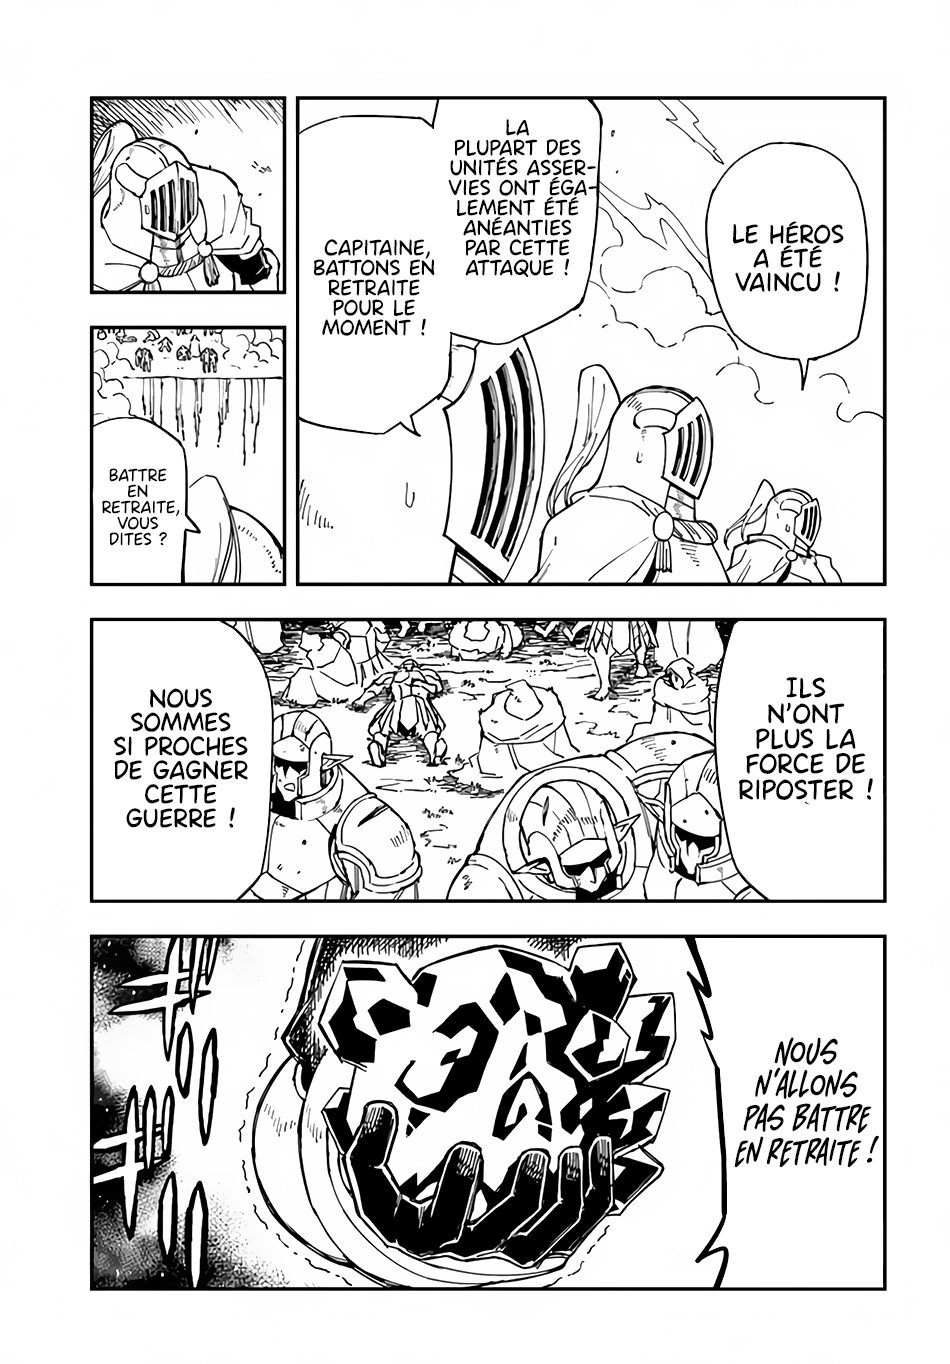 LE HÉROS
A ÉTÉ
VAINCU !
LA
PLUPART DES
UNITÉS ASSER-
VIES ONT ÉGA-
LEMENT ÉTÉ
ANÉANTIES
PAR CETTE
ATTAQUE !
CAPITAINE,
BATTONS EN
RETRAITE
POUR LE
MOMENT !
BATTRE
EN
RETRAITE,
VOUS
DITES ?
ILS
N'ONT
PLUS LA
FORCE DE
RIPOSTER !
NOUS
SOMMES
SI PROCHES
DE GAGNER
CETTE
GUERRE !
NOUS
N'ALLONS
PAS BATTRE
EN RETRAITE !